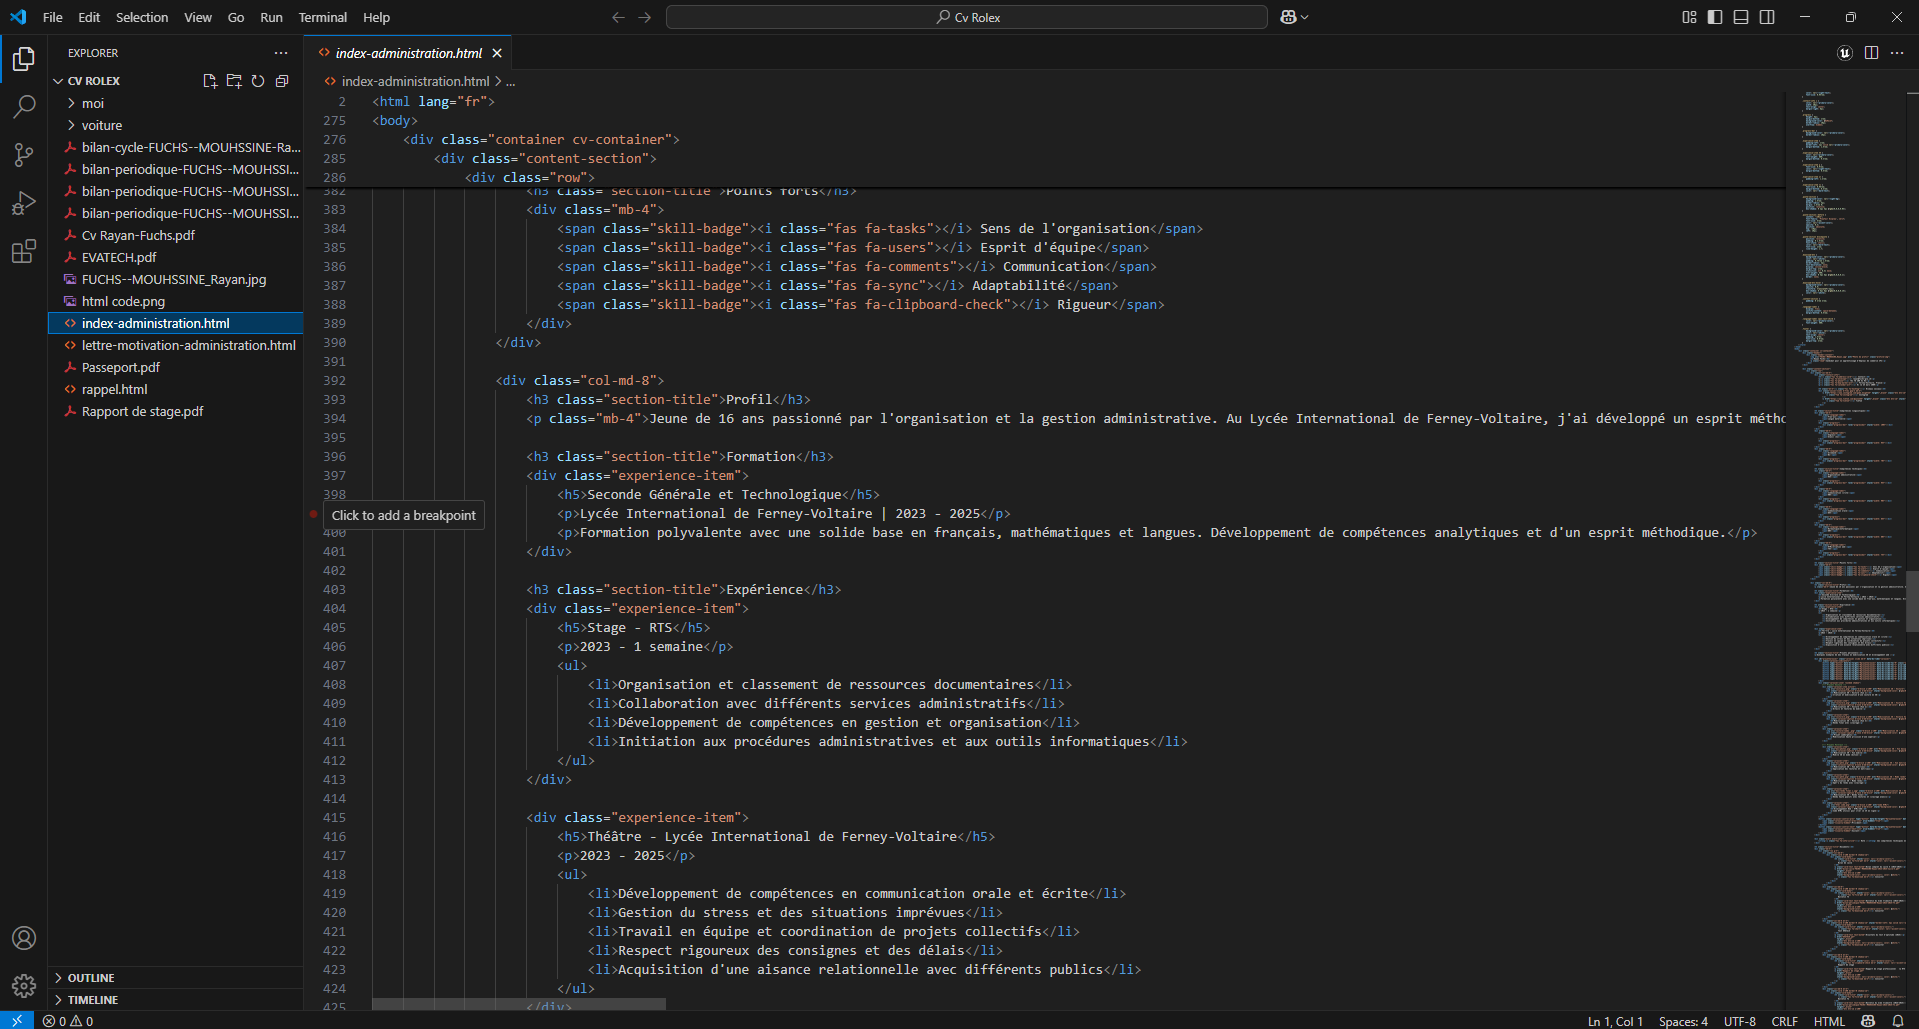 File Edit Selection View Go Run Terminal Help
Cv Rolex
EXPLORER
CV ROLEX
moi
voiture
bilan-cycle-FUCHS--MOUHSSINE-Ra...
bilan-periodique-FUCHS--MOUHSSI...
bilan-periodique-FUCHS--MOUHSSI...
bilan-periodique-FUCHS--MOUHSSI...
Cv Rayan-Fuchs.pdf
EVATECH.pdf
FUCHS--MOUHSSINE_Rayan.jpg
html code.png
index-administration.html
lettre-motivation-administration.html
Passeport.pdf
rappel.html
Rapport de stage.pdf
OUTLINE
TIMELINE
index-administration.html
index-administration.html > ...
2 <html lang="fr">
275 <body>
276 <div class="container cv-container">
285 <div class="content-section">
286 <div class="row">
382 <h3 class="section-title">Points forts</h3>
383 <div class="mb-4">
384 <span class="skill-badge"><i class="fas fa-tasks"></i> Sens de l'organisation</span>
385 <span class="skill-badge"><i class="fas fa-users"></i> Esprit d'équipe</span>
386 <span class="skill-badge"><i class="fas fa-comments"></i> Communication</span>
387 <span class="skill-badge"><i class="fas fa-sync"></i> Adaptabilité</span>
388 <span class="skill-badge"><i class="fas fa-clipboard-check"></i> Rigueur</span>
389 </div>
390 </div>
391
392 <div class="col-md-8">
393 <h3 class="section-title">Profil</h3>
394 <p class="mb-4">Jeune de 16 ans passionné par l'organisation et la gestion administrative. Au Lycée International de Ferney-Voltaire, j'ai développé un esprit métho
395
396 <h3 class="section-title">Formation</h3>
397 <div class="experience-item">
398 <h5>Seconde Générale et Technologique</h5>
Click to add a breakpoint
<p>Lycée International de Ferney-Voltaire | 2023 - 2025</p>
400 <p>Formation polyvalente avec une solide base en français, mathématiques et langues. Développement de compétences analytiques et d'un esprit méthodique.</p>
401 </div>
402
403 <h3 class="section-title">Expérience</h3>
404 <div class="experience-item">
405 <h5>Stage - RTS</h5>
406 <p>2023 - 1 semaine</p>
407 <ul>
408 <li>Organisation et classement de ressources documentaires</li>
409 <li>Collaboration avec différents services administratifs</li>
410 <li>Développement de compétences en gestion et organisation</li>
411 <li>Initiation aux procédures administratives et aux outils informatiques</li>
412 </ul>
413 </div>
414
415 <div class="experience-item">
416 <h5>Théâtre - Lycée International de Ferney-Voltaire</h5>
417 <p>2023 - 2025</p>
418 <ul>
419 <li>Développement de compétences en communication orale et écrite</li>
420 <li>Gestion du stress et des situations imprévues</li>
421 <li>Travail en équipe et coordination de projets collectifs</li>
422 <li>Respect rigoureux des consignes et des délais</li>
423 <li>Acquisition d'une aisance relationnelle avec différents publics</li>
424 </ul>
425 </div>
0 0
Ln 1, Col 1 Spaces: 4 UTF-8 CRLF HTML